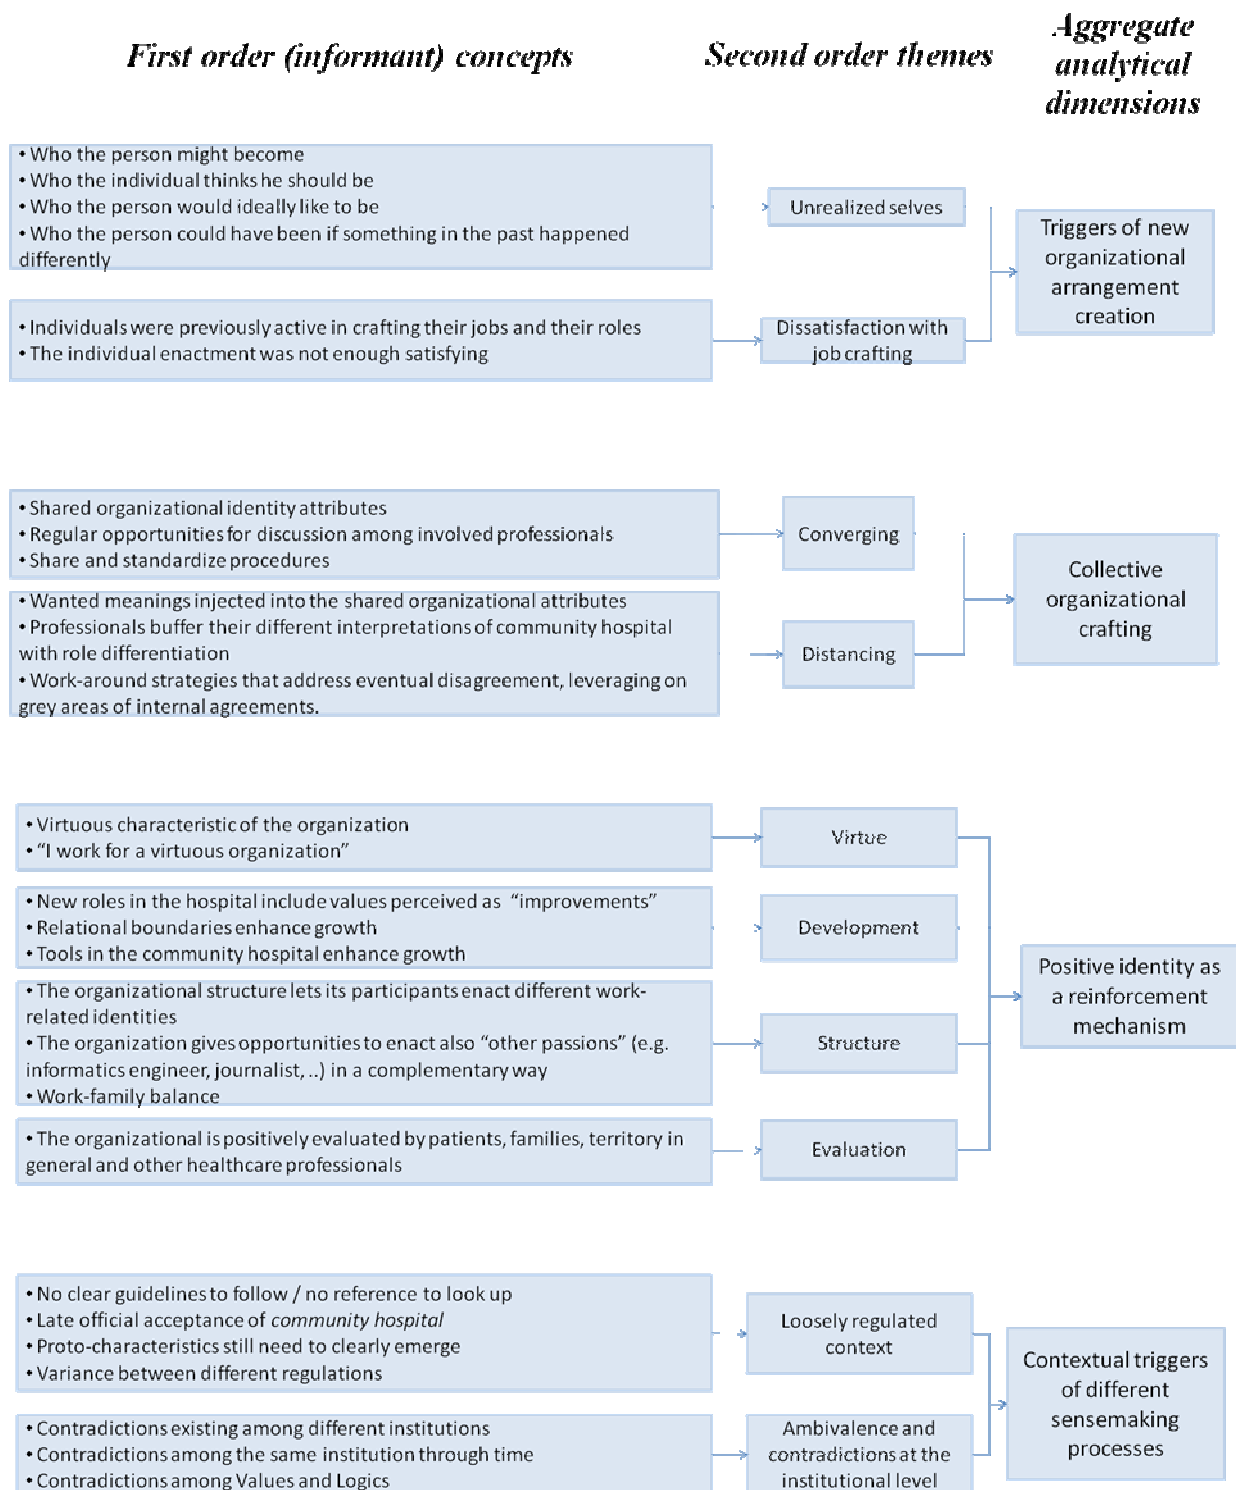 First order (informant) concepts
Second order themes
Aggregate
analytical
dimensions
• Who the person might become
• Who the individual thinks he should be
• Who the person would ideally like to be
• Who the person could have been if something in the past happened
differently
Unrealized selves
• Individuals were previously active in crafting their jobs and their roles
• The individual enactment was not enough satisfying
Dissatisfaction with
job crafting
Triggers of new
organizational
arrangement
creation
• Shared organizational identity attributes
• Regular opportunities for discussion among involved professionals
• Share and standardize procedures
Converging
• Wanted meanings injected into the shared organizational attributes
• Professionals buffer their different interpretations of community hospital
with role differentiation
• Work-around strategies that address eventual disagreement, leveraging on
grey areas of internal agreements.
Distancing
Collective
organizational
crafting
• Virtuous characteristic of the organization
• “I work for a virtuous organization”
Virtue
• New roles in the hospital include values perceived as “improvements”
• Relational boundaries enhance growth
• Tools in the community hospital enhance growth
Development
• The organizational structure lets its participants enact different work-
related identities
• The organization gives opportunities to enact also “other passions” (e.g.
informatics engineer, journalist, ..) in a complementary way
• Work-family balance
Structure
• The organizational is positively evaluated by patients, families, territory in
general and other healthcare professionals
Evaluation
Positive identity as
a reinforcement
mechanism
• No clear guidelines to follow / no reference to look up
• Late official acceptance of community hospital
• Proto-characteristics still need to clearly emerge
• Variance between different regulations
Loosely regulated
context
• Contradictions existing among different institutions
• Contradictions among the same institution through time
• Contradictions among Values and Logics
Ambivalence and
contradictions at the
institutional level
Contextual triggers
of different
sensemaking
processes